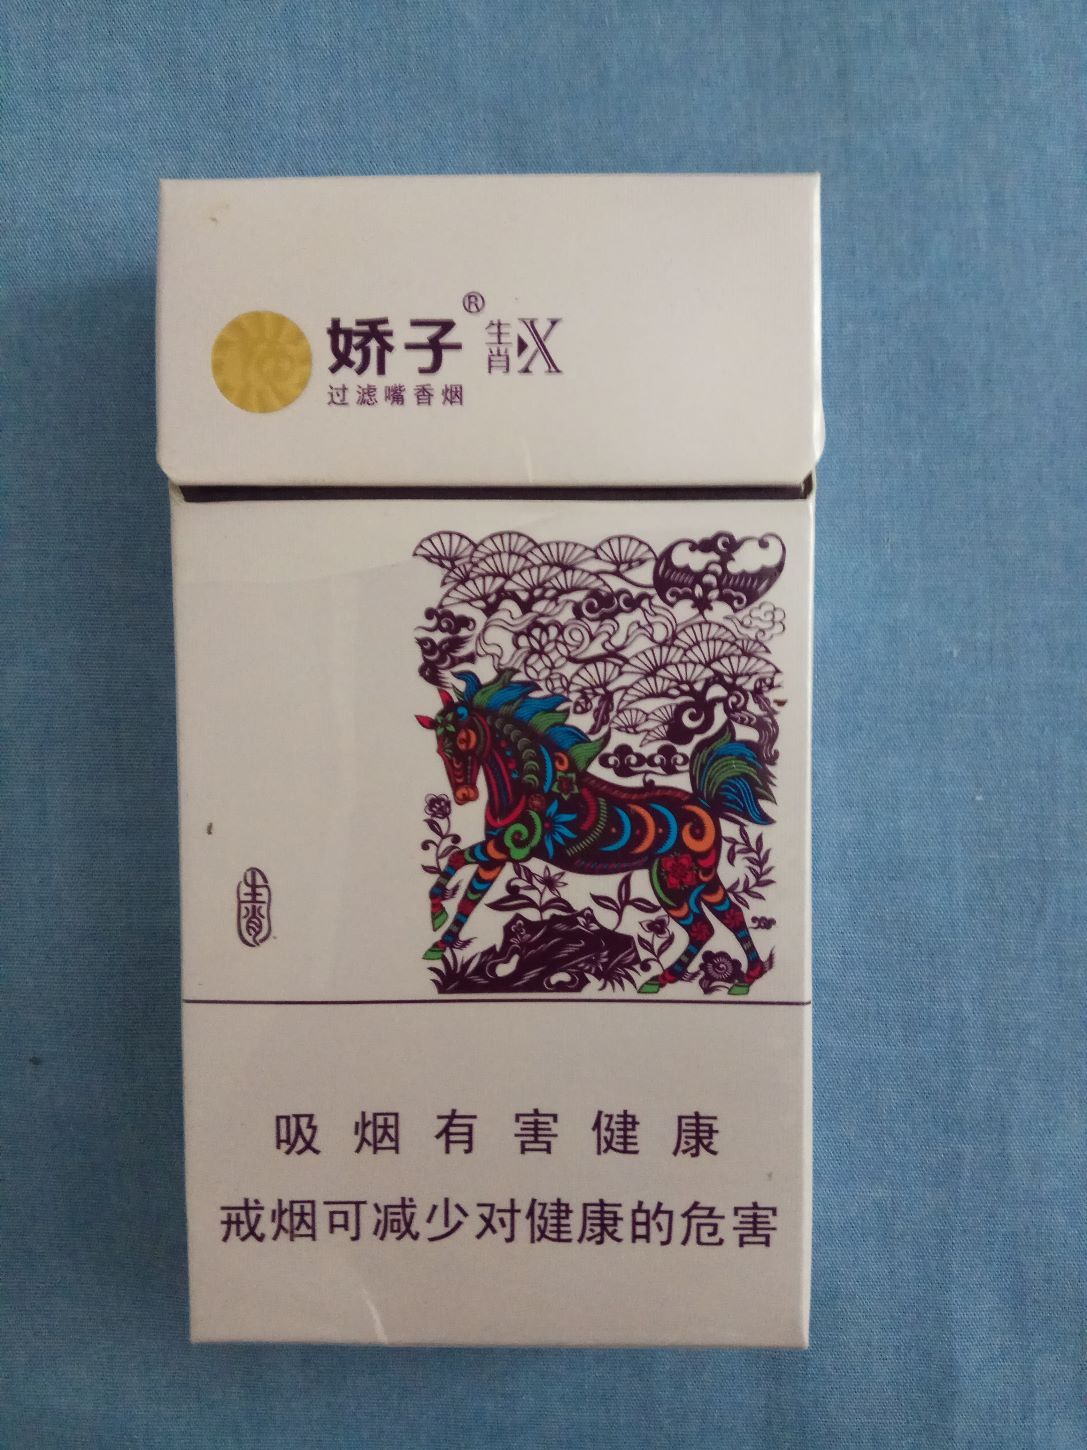 娇子® 生肖X
过滤嘴香烟
生肖
吸烟有害健康
戒烟可减少对健康的危害